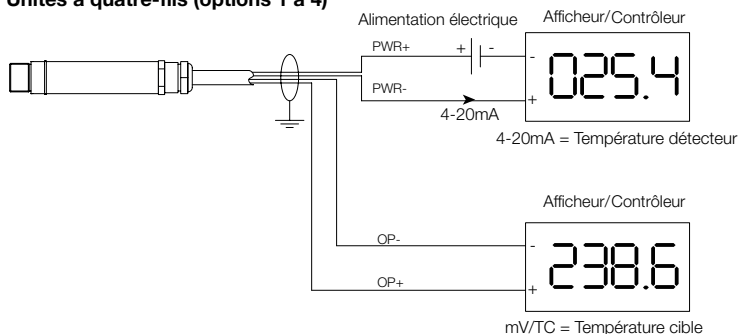 Unités à quatre-fils (options 1 à 4)
Alimentation électrique
Afficheur/Contrôleur
PWR+
+ -
-
025.4
PWR-
+
4-20mA
4-20mA = Température détecteur
Afficheur/Contrôleur
OP-
-
238.6
OP+
+
mV/TC = Température cible